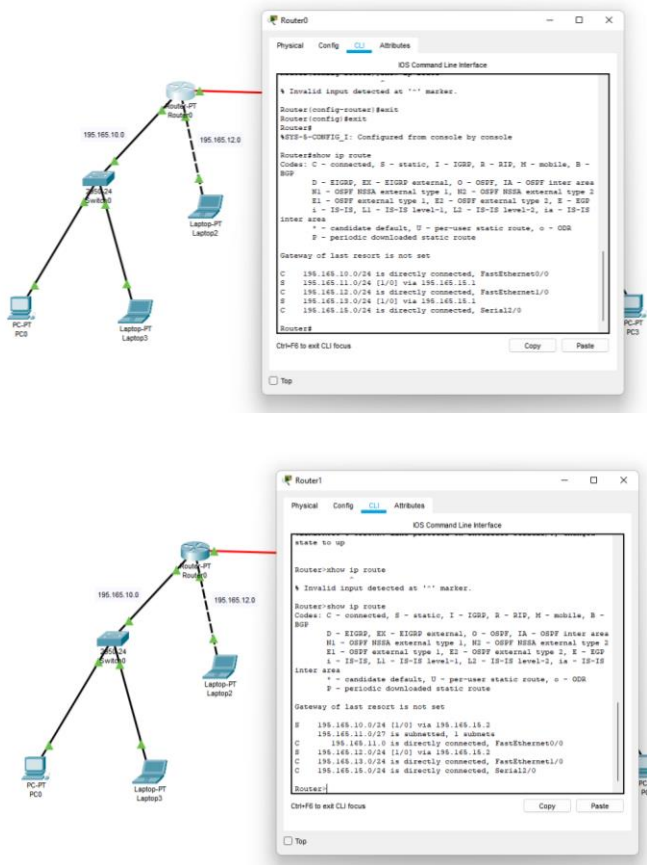 Router0
Physical Config CLI Attributes
IOS Command Line Interface
% Invalid input detected at '^' marker.
Router(config-router)#exit
Router(config)#exit
Router#
%SYS-5-CONFIG_I: Configured from console by console
Router#show ip route
Codes: C - connected, S - static, I - IGRP, R - RIP, M - mobile, B -
BGP
D - EIGRP, EX - EIGRP external, O - OSPF, IA - OSPF inter area
N1 - OSPF NSSA external type 1, N2 - OSPF NSSA external type 2
E1 - OSPF external type 1, E2 - OSPF external type 2, E - EGP
i - IS-IS, L1 - IS-IS level-1, L2 - IS-IS level-2, ia - IS-IS
inter area
* - candidate default, U - per-user static route, o - ODR
P - periodic downloaded static route
Gateway of last resort is not set
C 195.165.10.0/24 is directly connected, FastEthernet0/0
S 195.165.11.0/24 [1/0] via 195.165.15.1
C 195.165.12.0/24 is directly connected, FastEthernet1/0
S 195.165.13.0/24 [1/0] via 195.165.15.1
C 195.165.15.0/24 is directly connected, Serial2/0
Router#
Ctrl+F6 to exit CLI focus
Copy
Paste
Top
Router-PT
Router0
195.165.10.0
195.165.12.0
2950-24
Switch0
Laptop-PT
Laptop2
PC-PT
PC0
Laptop-PT
Laptop3
PC-PT
PC3
Router1
Physical Config CLI Attributes
IOS Command Line Interface
state to up
Router>xhow ip route
^
% Invalid input detected at '^' marker.
Router>show ip route
Codes: C - connected, S - static, I - IGRP, R - RIP, M - mobile, B -
BGP
D - EIGRP, EX - EIGRP external, O - OSPF, IA - OSPF inter area
N1 - OSPF NSSA external type 1, N2 - OSPF NSSA external type 2
E1 - OSPF external type 1, E2 - OSPF external type 2, E - EGP
i - IS-IS, L1 - IS-IS level-1, L2 - IS-IS level-2, ia - IS-IS
inter area
* - candidate default, U - per-user static route, o - ODR
P - periodic downloaded static route
Gateway of last resort is not set
S 195.165.10.0/24 [1/0] via 195.165.15.2
195.165.11.0/27 is subnetted, 1 subnets
C 195.165.11.0 is directly connected, FastEthernet0/0
S 195.165.12.0/24 [1/0] via 195.165.15.2
C 195.165.13.0/24 is directly connected, FastEthernet1/0
C 195.165.15.0/24 is directly connected, Serial2/0
Router>
Ctrl+F6 to exit CLI focus
Copy
Paste
Top
Router-PT
Router0
195.165.10.0
195.165.12.0
2950-24
Switch0
Laptop-PT
Laptop2
PC-PT
PC0
Laptop-PT
Laptop3